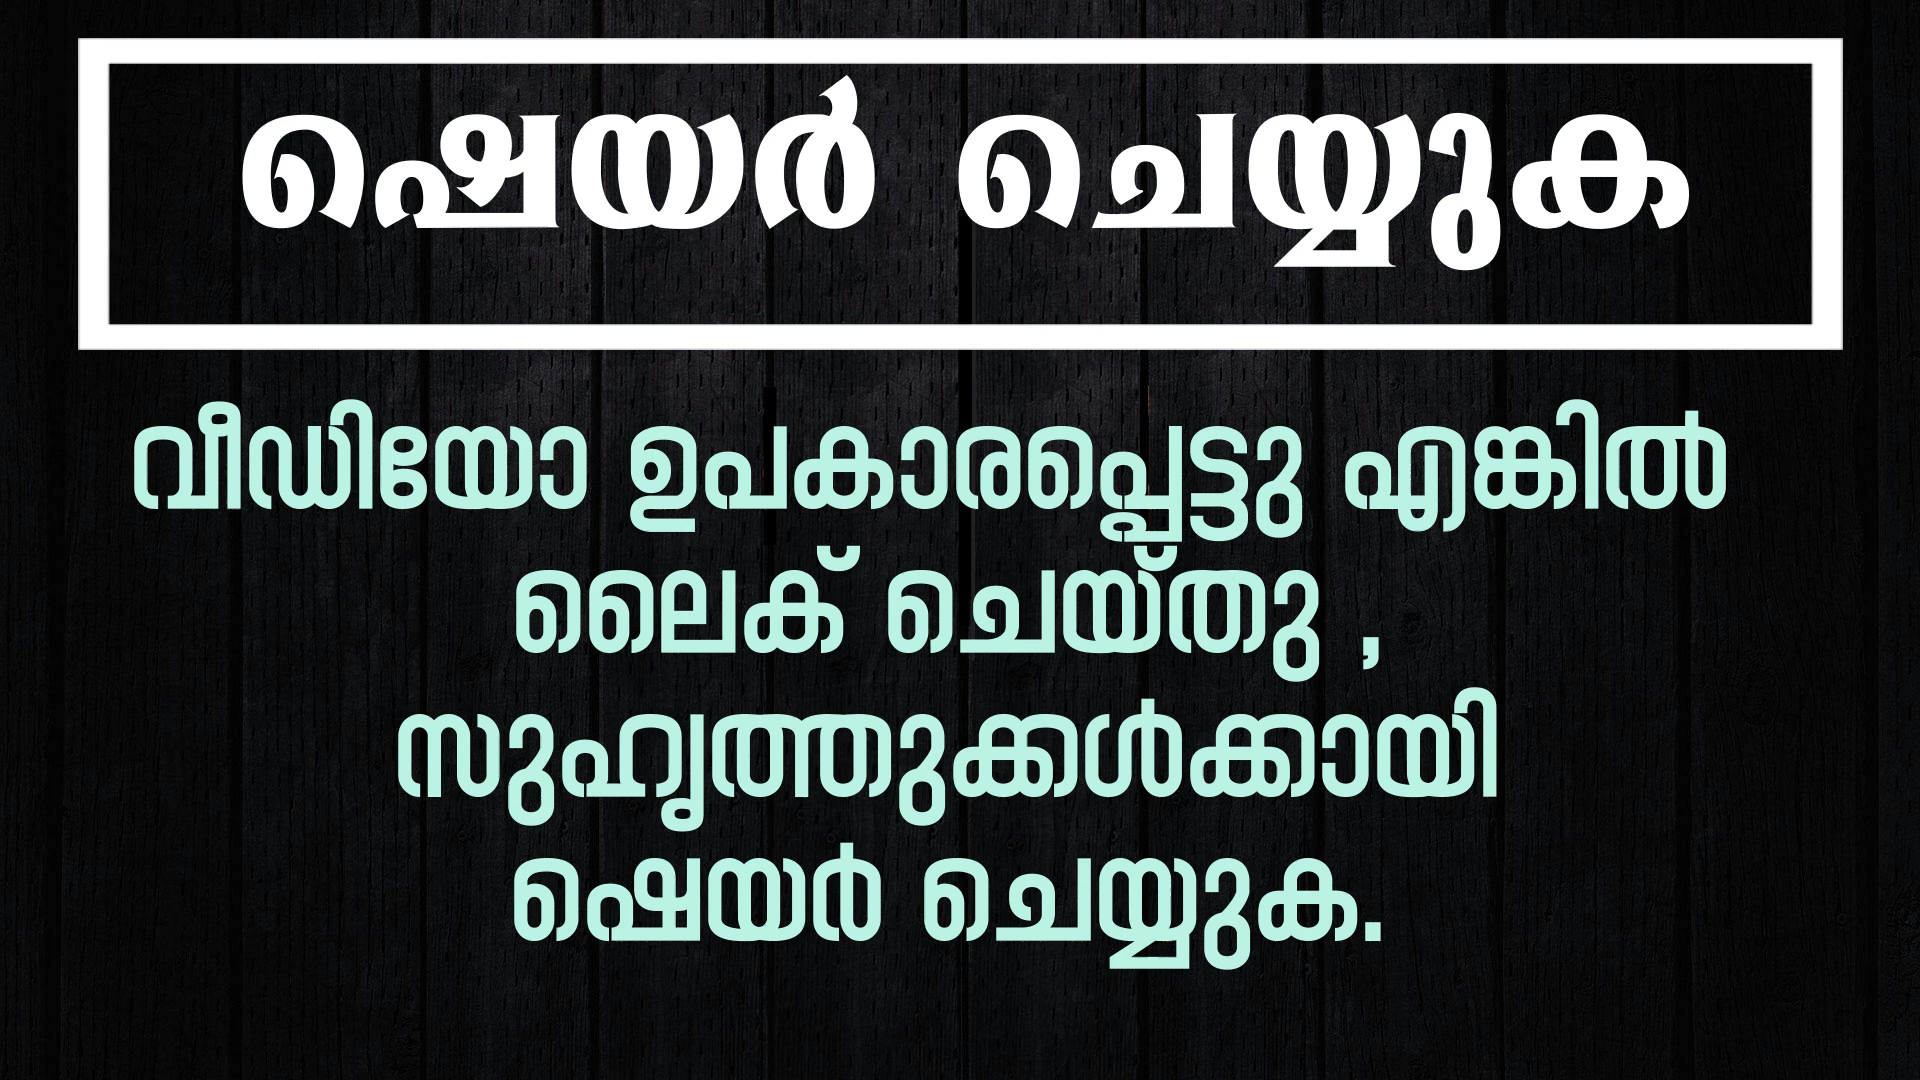 ഷെയർ ചെയ്യുക
വീഡിയോ ഉപകാരപ്പെട്ടു എങ്കിൽ
ലൈക് ചെയ്തു ,
സുഹൃത്തുക്കൾക്കായി
ഷെയർ ചെയ്യുക.